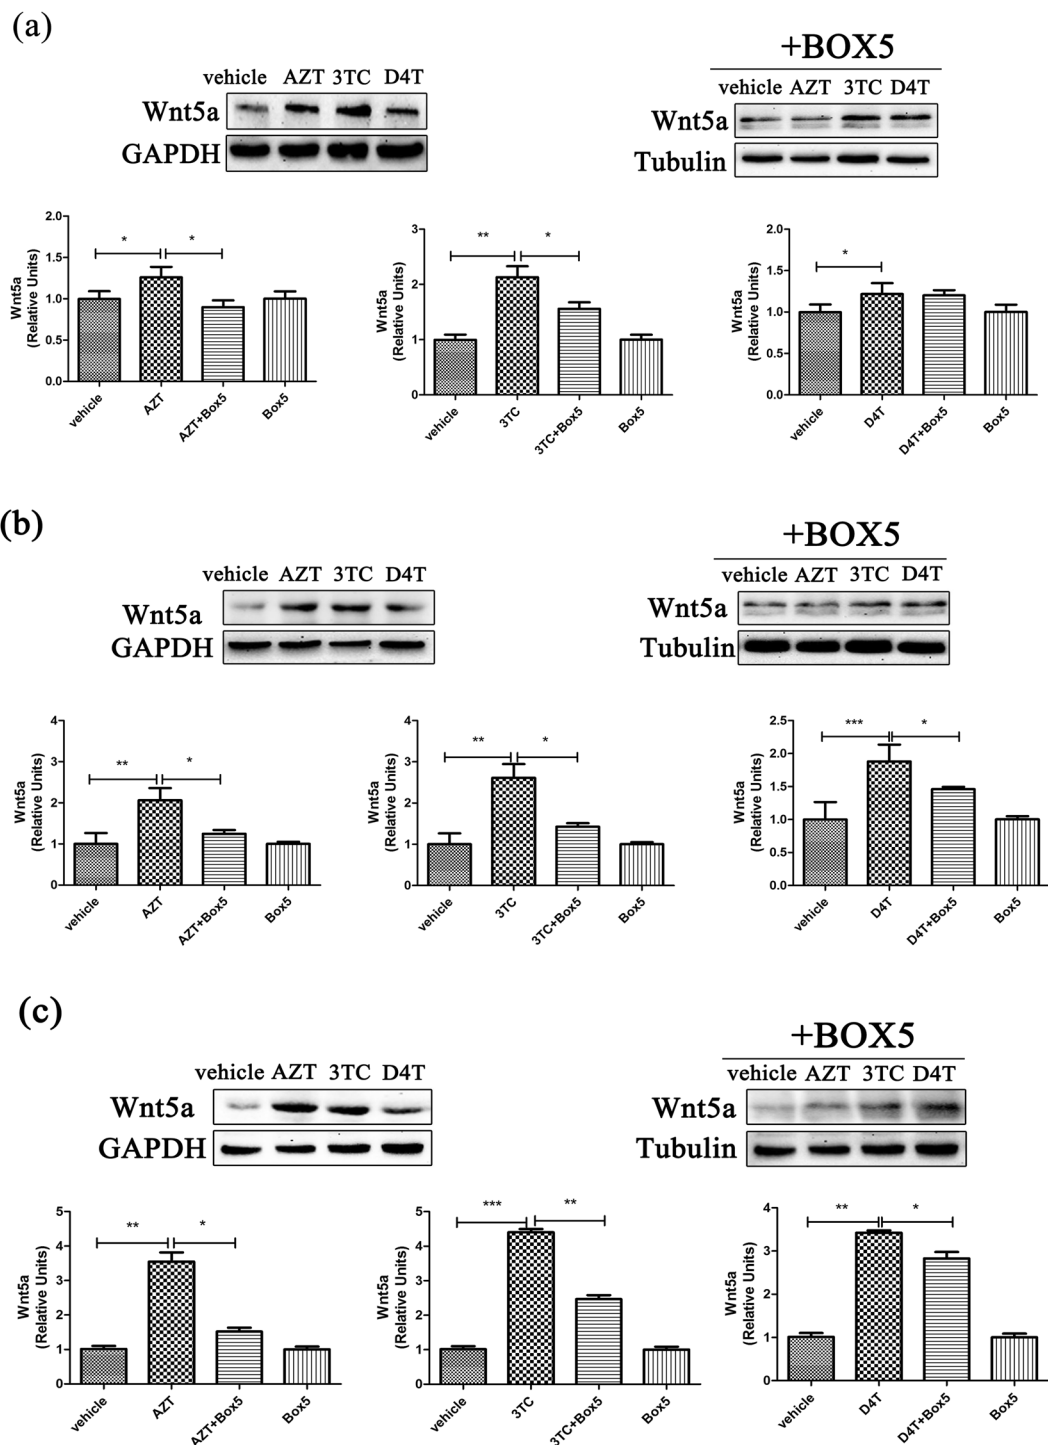 (a)
+BOX5
vehicle AZT 3TC D4T
vehicle AZT 3TC D4T
Wnt5a
Wnt5a
GAPDH
Tubulin
Wnt5a
(Relative Units)
2.0
1.5
1.0
0.5
0.0
*
*
vehicle
AZT
AZT+Box5
Box5
Wnt5a
(Relative Units)
3
2
1
0
**
*
vehicle
3TC
3TC+Box5
Box5
Wnt5a
(Relative Units)
2.0
1.5
1.0
0.5
0.0
*
vehicle
D4T
D4T+Box5
Box5
(b)
+BOX5
vehicle AZT 3TC D4T
vehicle AZT 3TC D4T
Wnt5a
Wnt5a
GAPDH
Tubulin
Wnt5a
(Relative Units)
4
3
2
1
0
**
*
vehicle
AZT
AZT+Box5
Box5
Wnt5a
(Relative Units)
4
3
2
1
0
**
*
vehicle
3TC
3TC+Box5
Box5
Wnt5a
(Relative Units)
2.5
2.0
1.5
1.0
0.5
0.0
***
*
vehicle
D4T
D4T+Box5
Box5
(c)
+BOX5
vehicle AZT 3TC D4T
vehicle AZT 3TC D4T
Wnt5a
Wnt5a
GAPDH
Tubulin
Wnt5a
(Relative Units)
5
4
3
2
1
0
**
*
vehicle
AZT
AZT+Box5
Box5
Wnt5a
(Relative Units)
5
4
3
2
1
0
***
**
vehicle
3TC
3TC+Box5
Box5
Wnt5a
(Relative Units)
4
3
2
1
0
**
*
vehicle
D4T
D4T+Box5
Box5